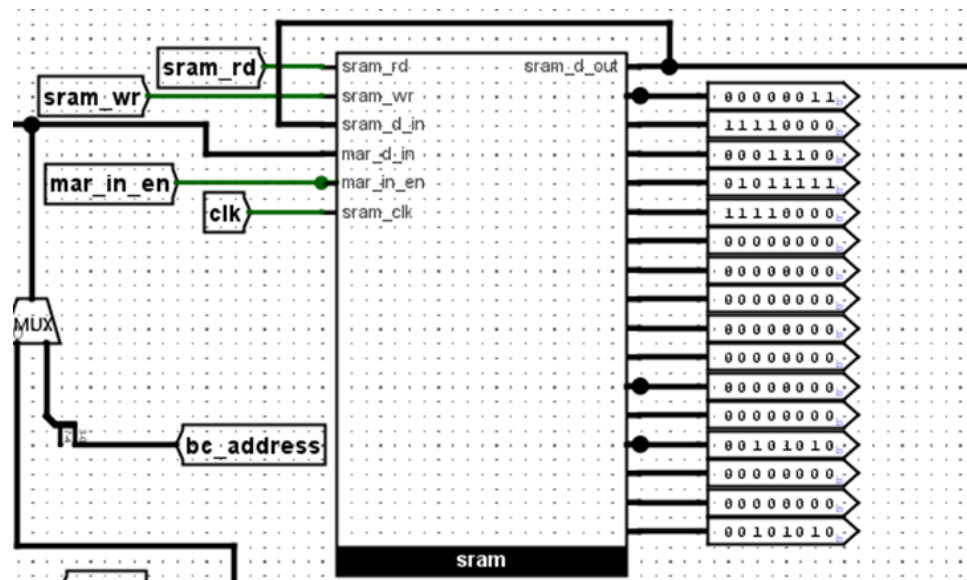 sram_rd
sram_wr
mar_in_en
clk
MUX
bc_address
sram_rd sram_d_out
sram_wr
sram_d_in
mar_d_in
mar_in_en
sram_clk
sram
00000011
11110000
00011100
01011111
11110000
00000000
00000000
00000000
00000000
00000000
00000000
00000000
00101010
00000000
00000000
00101010